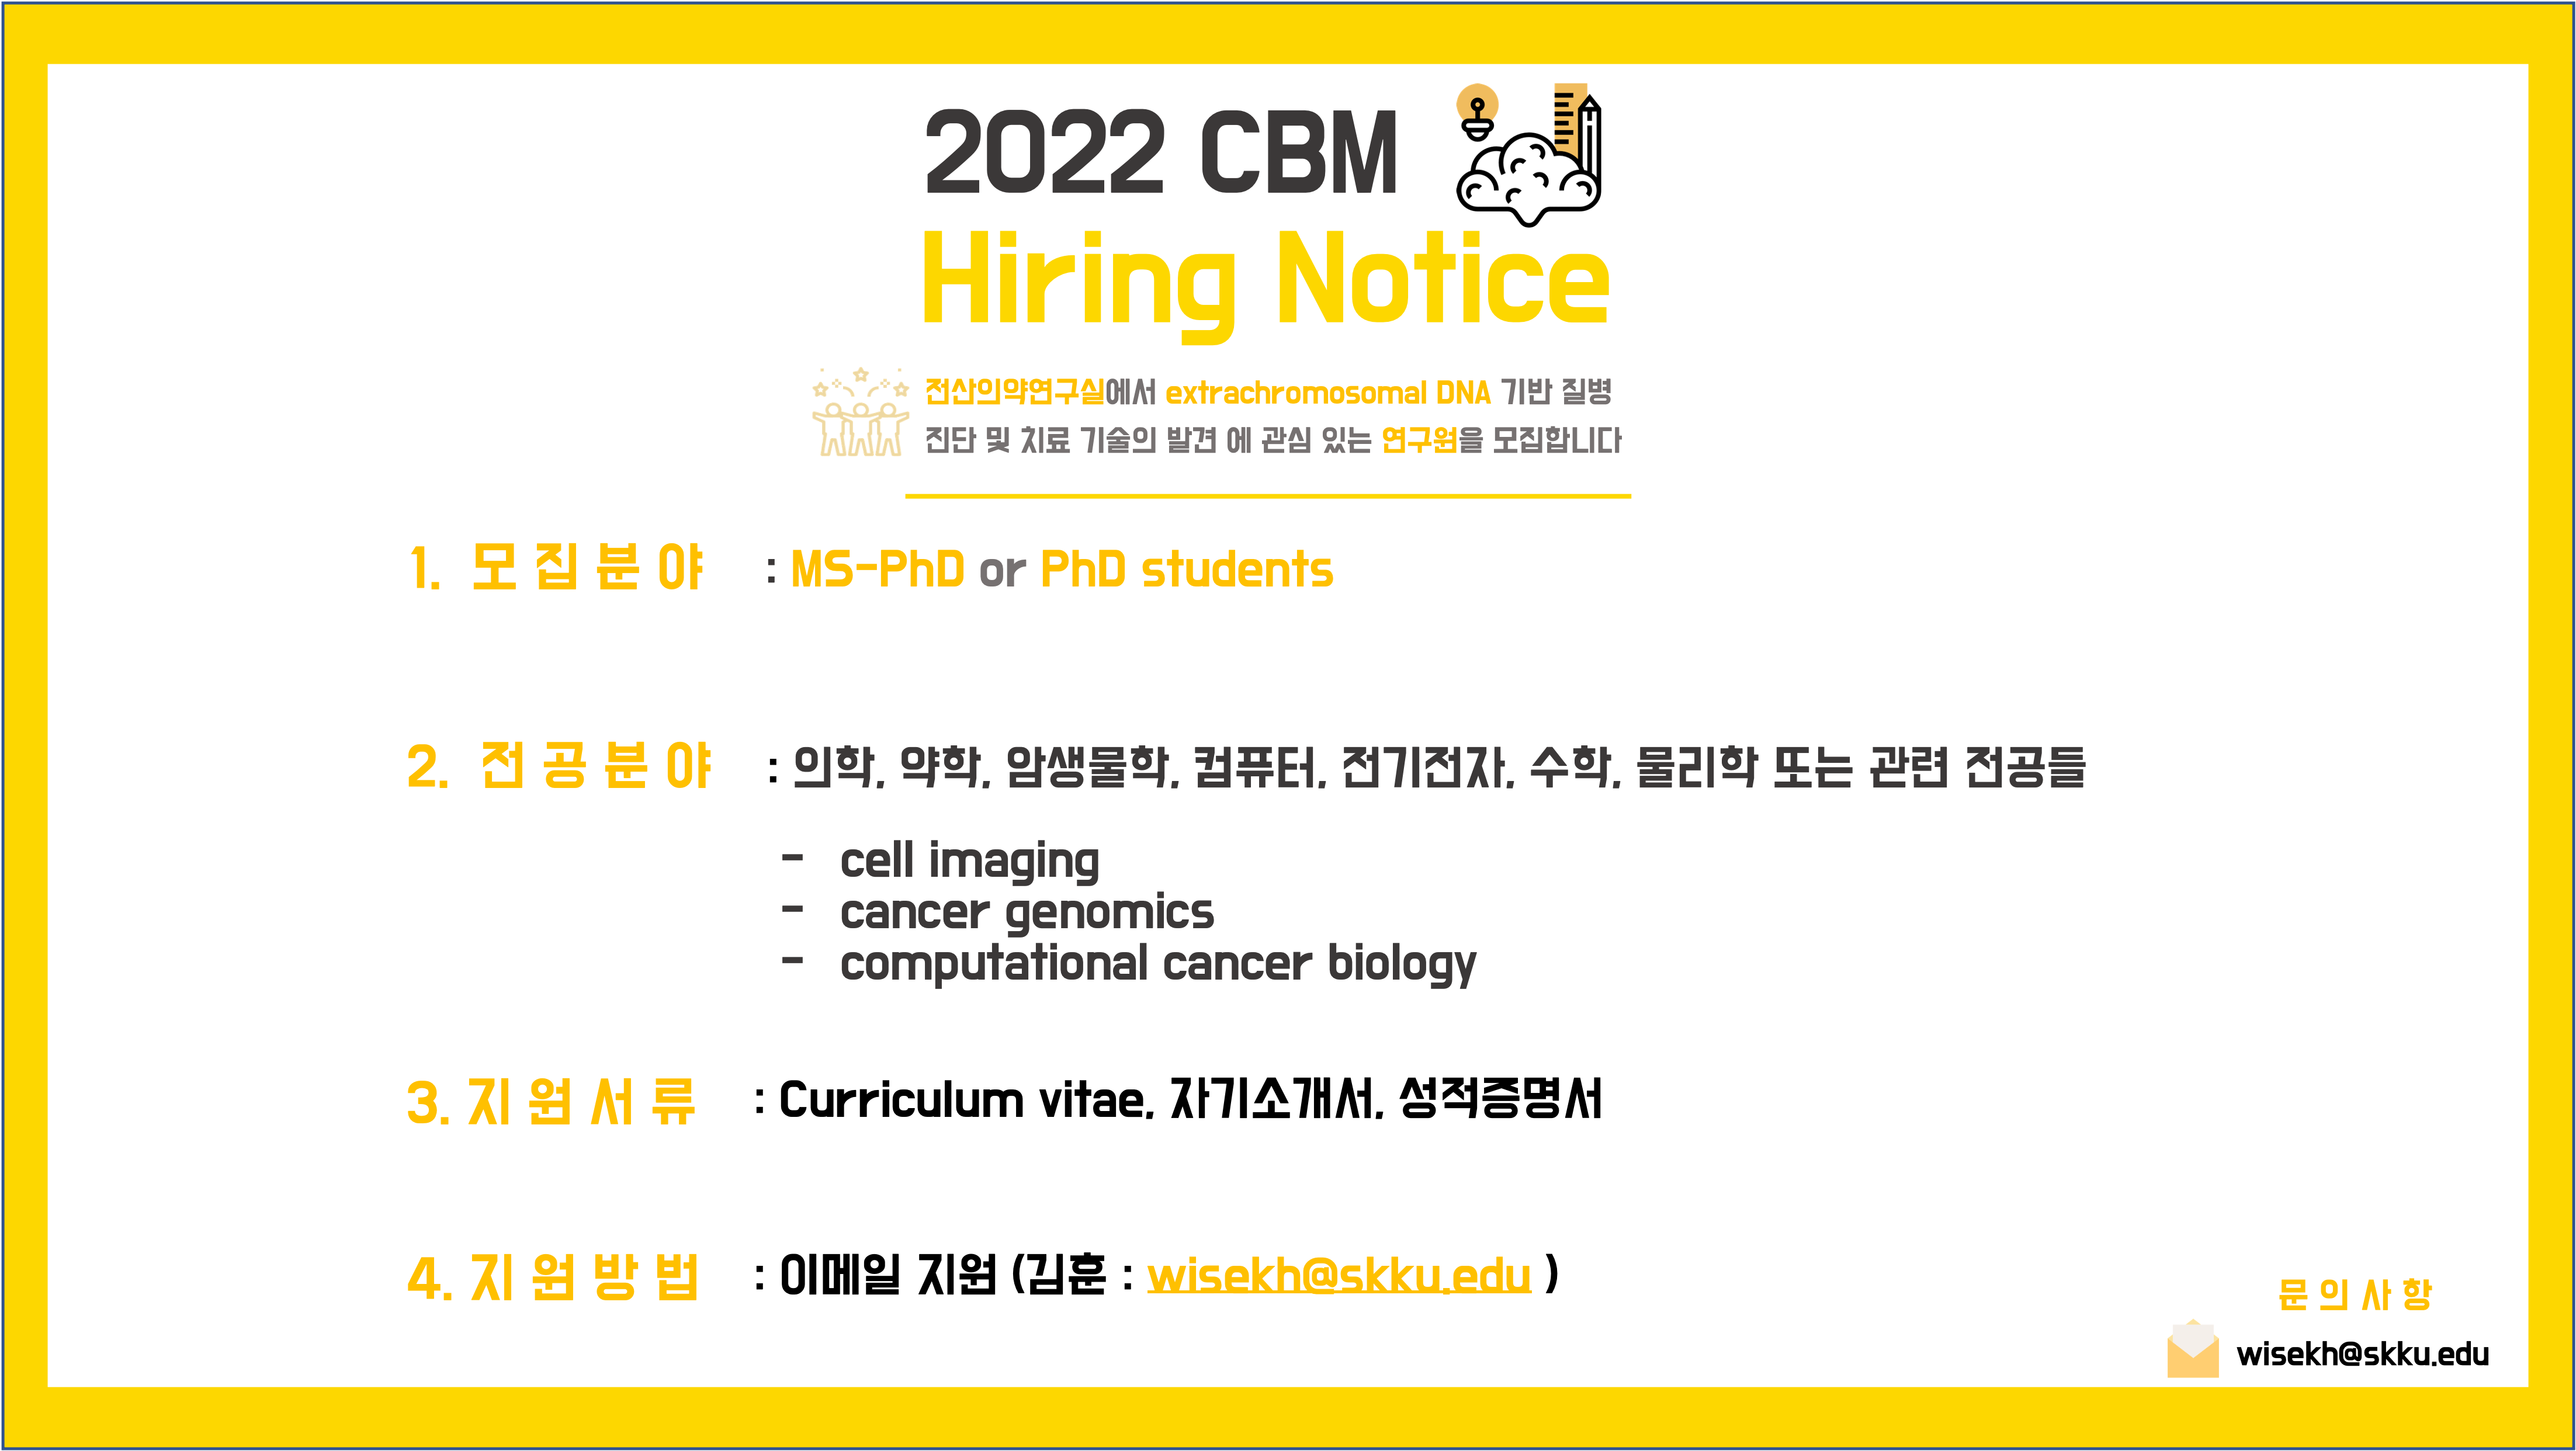 2022 CBM
Hiring Notice
전산의약연구실에서 extrachromosomal DNA 기반 질병
진단 및 치료 기술의 발견 에 관심 있는 연구원을 모집합니다
1. 모 집 분 야 : MS-PhD or PhD students
2. 전 공 분 야 : 의학, 약학, 암생물학, 컴퓨터, 전기전자, 수학, 물리학 또는 관련 전공들
- cell imaging
- cancer genomics
- computational cancer biology
3. 지 원 서 류 : Curriculum vitae, 자기소개서, 성적증명서
4. 지 원 방 법 : 이메일 지원 (김훈 : wisekh@skku.edu )
문 의 사 항
wisekh@skku.edu